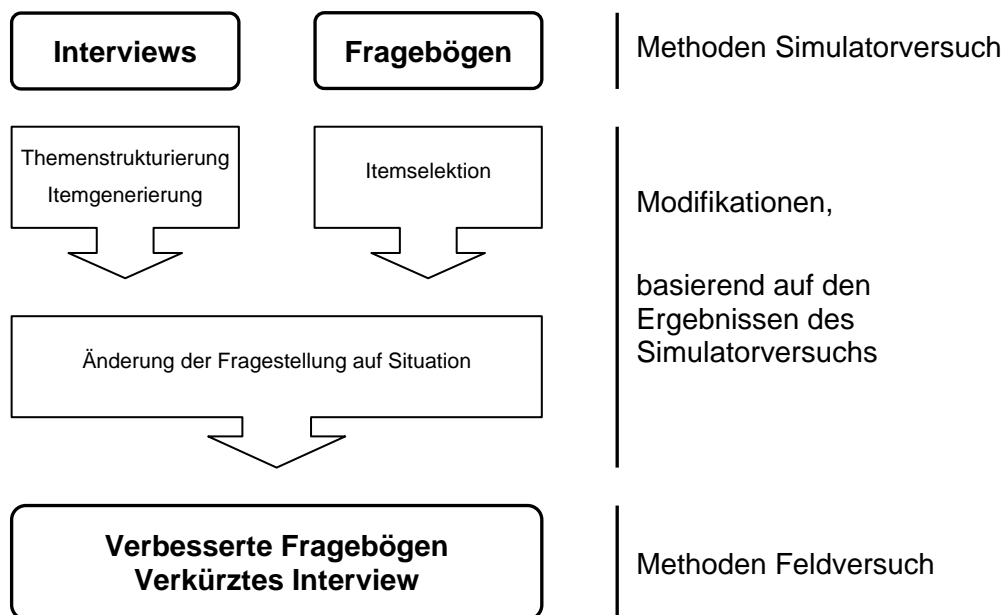 Interviews
Fragebögen
Methoden Simulatorversuch
Themenstrukturierung
Itemgenerierung
Itemselektion
Modifikationen,
basierend auf den
Ergebnissen des
Simulatorversuchs
Änderung der Fragestellung auf Situation
Verbesserte Fragebögen
Verkürztes Interview
Methoden Feldversuch